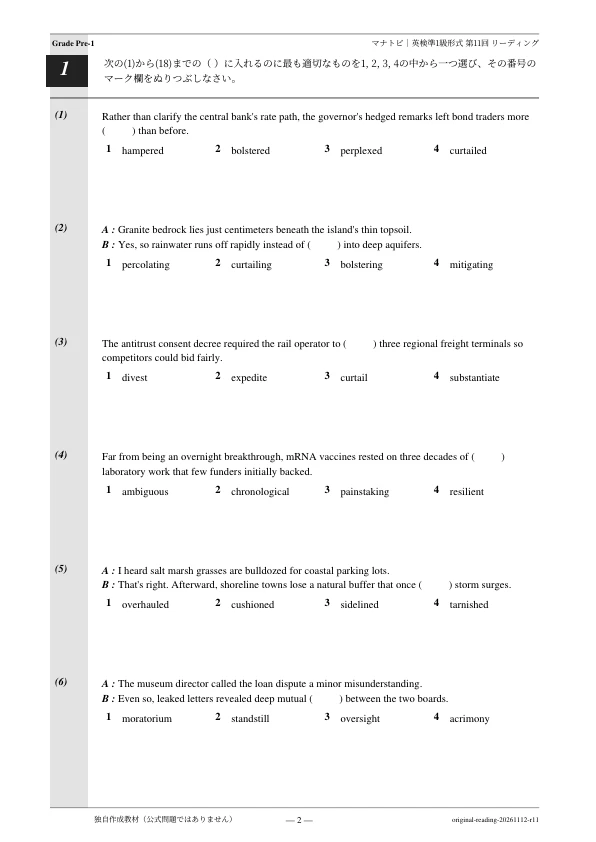 Grade Pre-1
マナトビ｜英検準1級形式 第11回 リーディング
1
次の(1)から(18)までの（ ）に入れるのに最も適切なものを1, 2, 3, 4の中から一つ選び、その番号の
マーク欄をぬりつぶしなさい。
(1)
Rather than clarify the central bank's rate path, the governor's hedged remarks left bond traders more
(          ) than before.
1 hampered 2 bolstered 3 perplexed 4 curtailed
(2)
A : Granite bedrock lies just centimeters beneath the island's thin topsoil.
B : Yes, so rainwater runs off rapidly instead of (          ) into deep aquifers.
1 percolating 2 curtailing 3 bolstering 4 mitigating
(3)
The antitrust consent decree required the rail operator to (          ) three regional freight terminals so
competitors could bid fairly.
1 divest 2 expedite 3 curtail 4 substantiate
(4)
Far from being an overnight breakthrough, mRNA vaccines rested on three decades of (          )
laboratory work that few funders initially backed.
1 ambiguous 2 chronological 3 painstaking 4 resilient
(5)
A : I heard salt marsh grasses are bulldozed for coastal parking lots.
B : That's right. Afterward, shoreline towns lose a natural buffer that once (          ) storm surges.
1 overhauled 2 cushioned 3 sidelined 4 tarnished
(6)
A : The museum director called the loan dispute a minor misunderstanding.
B : Even so, leaked letters revealed deep mutual (          ) between the two boards.
1 moratorium 2 standstill 3 oversight 4 acrimony
独自作成教材（公式問題ではありません）
— 2 —
original-reading-20261112-r11